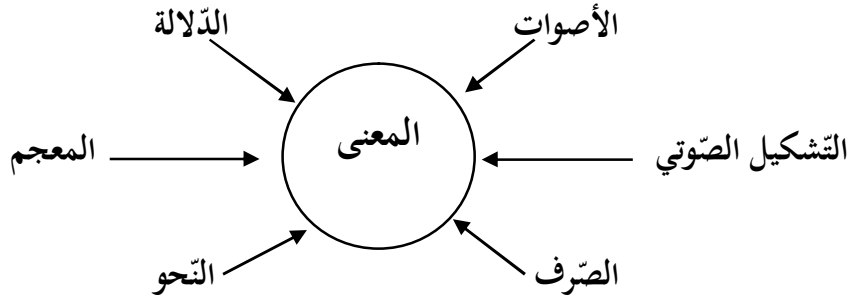 الأصوات
الدّلالة
المعنى
التّشكيل الصّوتي
المعجم
الصّرف
النّحو